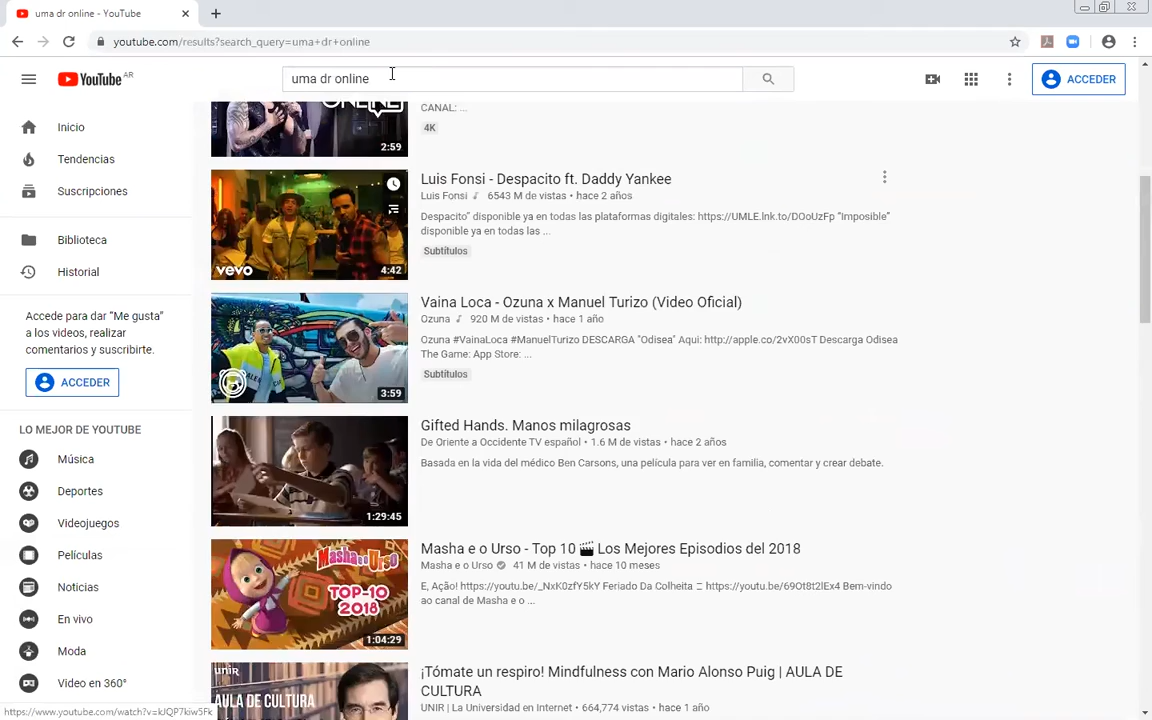 uma dr online - YouTube
youtube.com/results?search_query=uma+dr+online
YouTube AR
uma dr online
ACCEDER
Inicio
Tendencias
Suscripciones
Biblioteca
Historial
Accede para dar “Me gusta”
a los videos, realizar
comentarios y suscribirte.
ACCEDER
LO MEJOR DE YOUTUBE
Música
Deportes
Videojuegos
Películas
Noticias
En vivo
Moda
Video en 360°
2:59
CANAL: ...
4K
vevo
4:42
Luis Fonsi - Despacito ft. Daddy Yankee
Luis Fonsi 6543 M de vistas • hace 2 años
Despacito” disponible ya en todas las plataformas digitales: https://UMLE.lnk.to/DOoUzFp “Imposible”
disponible ya en todas las ...
Subtítulos
3:59
Vaina Loca - Ozuna x Manuel Turizo (Video Oficial)
Ozuna 920 M de vistas • hace 1 año
Ozuna #VainaLoca #ManuelTurizo DESCARGA "Odisea" Aqui: http://apple.co/2vX00sT Descarga Odisea
The Game: App Store: ...
Subtítulos
1:29:45
Gifted Hands. Manos milagrosas
De Oriente a Occidente TV español • 1.6 M de vistas • hace 2 años
Basada en la vida del médico Ben Carsons, una película para ver en familia, comentar y crear debate.
Masha e o Urso
TOP-10
2018
1:04:29
Masha e o Urso - Top 10 🎬 Los Mejores Episodios del 2018
Masha e o Urso 41 M de vistas • hace 10 meses
E, Ação! https://youtu.be/_NxK0zfY5kY Feriado Da Colheita https://youtu.be/69Ot8t2lEx4 Bem-vindo
ao canal de Masha e o ...
unir
AULA DE
CULTURA
¡Tómate un respiro! Mindfulness con Mario Alonso Puig | AULA DE
CULTURA
UNIR | La Universidad en Internet • 664,774 vistas • hace 1 año
https://www.youtube.com/watch?v=kJQP7kiw5Fk